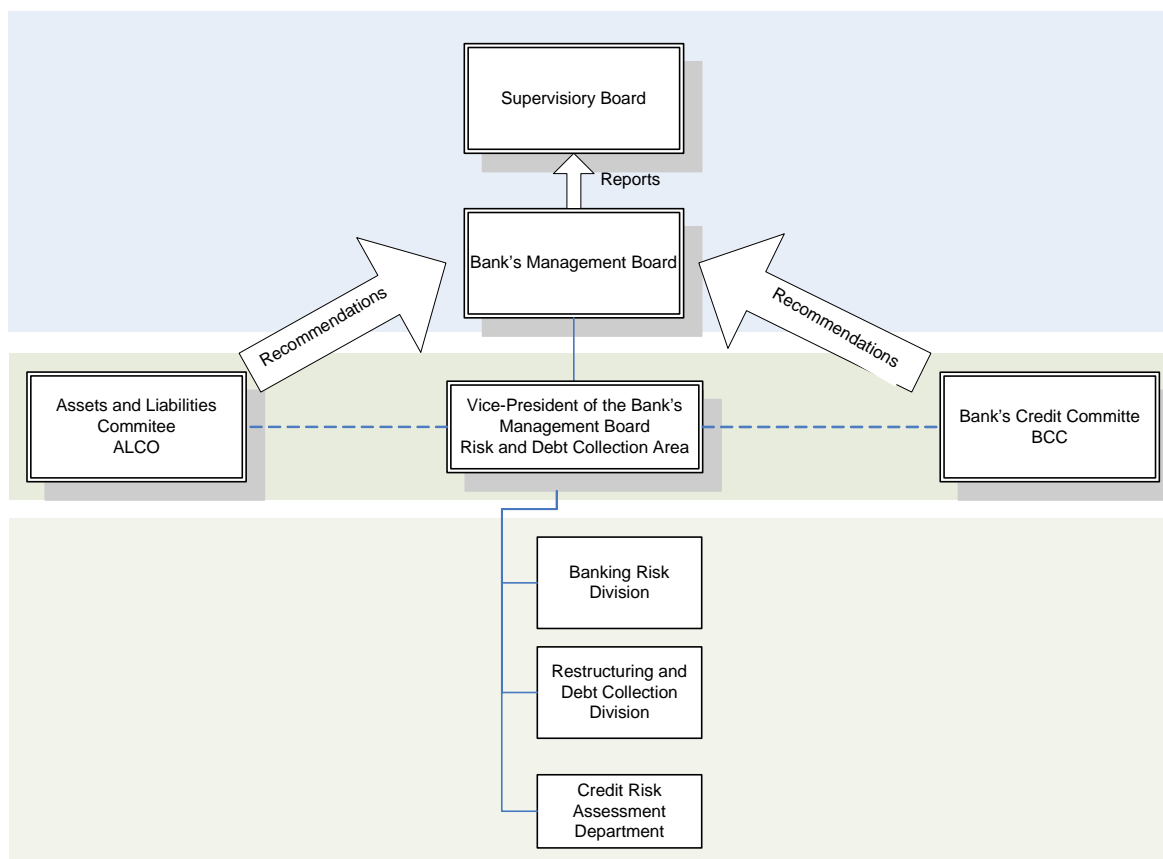 Supervisiory Board
Reports
Bank's Management Board
Recommendations
Recommendations
Assets and Liabilities
Commitee
ALCO
Vice-President of the Bank's
Management Board
Risk and Debt Collection Area
Bank's Credit Committe
BCC
Banking Risk
Division
Restructuring and
Debt Collection
Division
Credit Risk
Assessment
Department